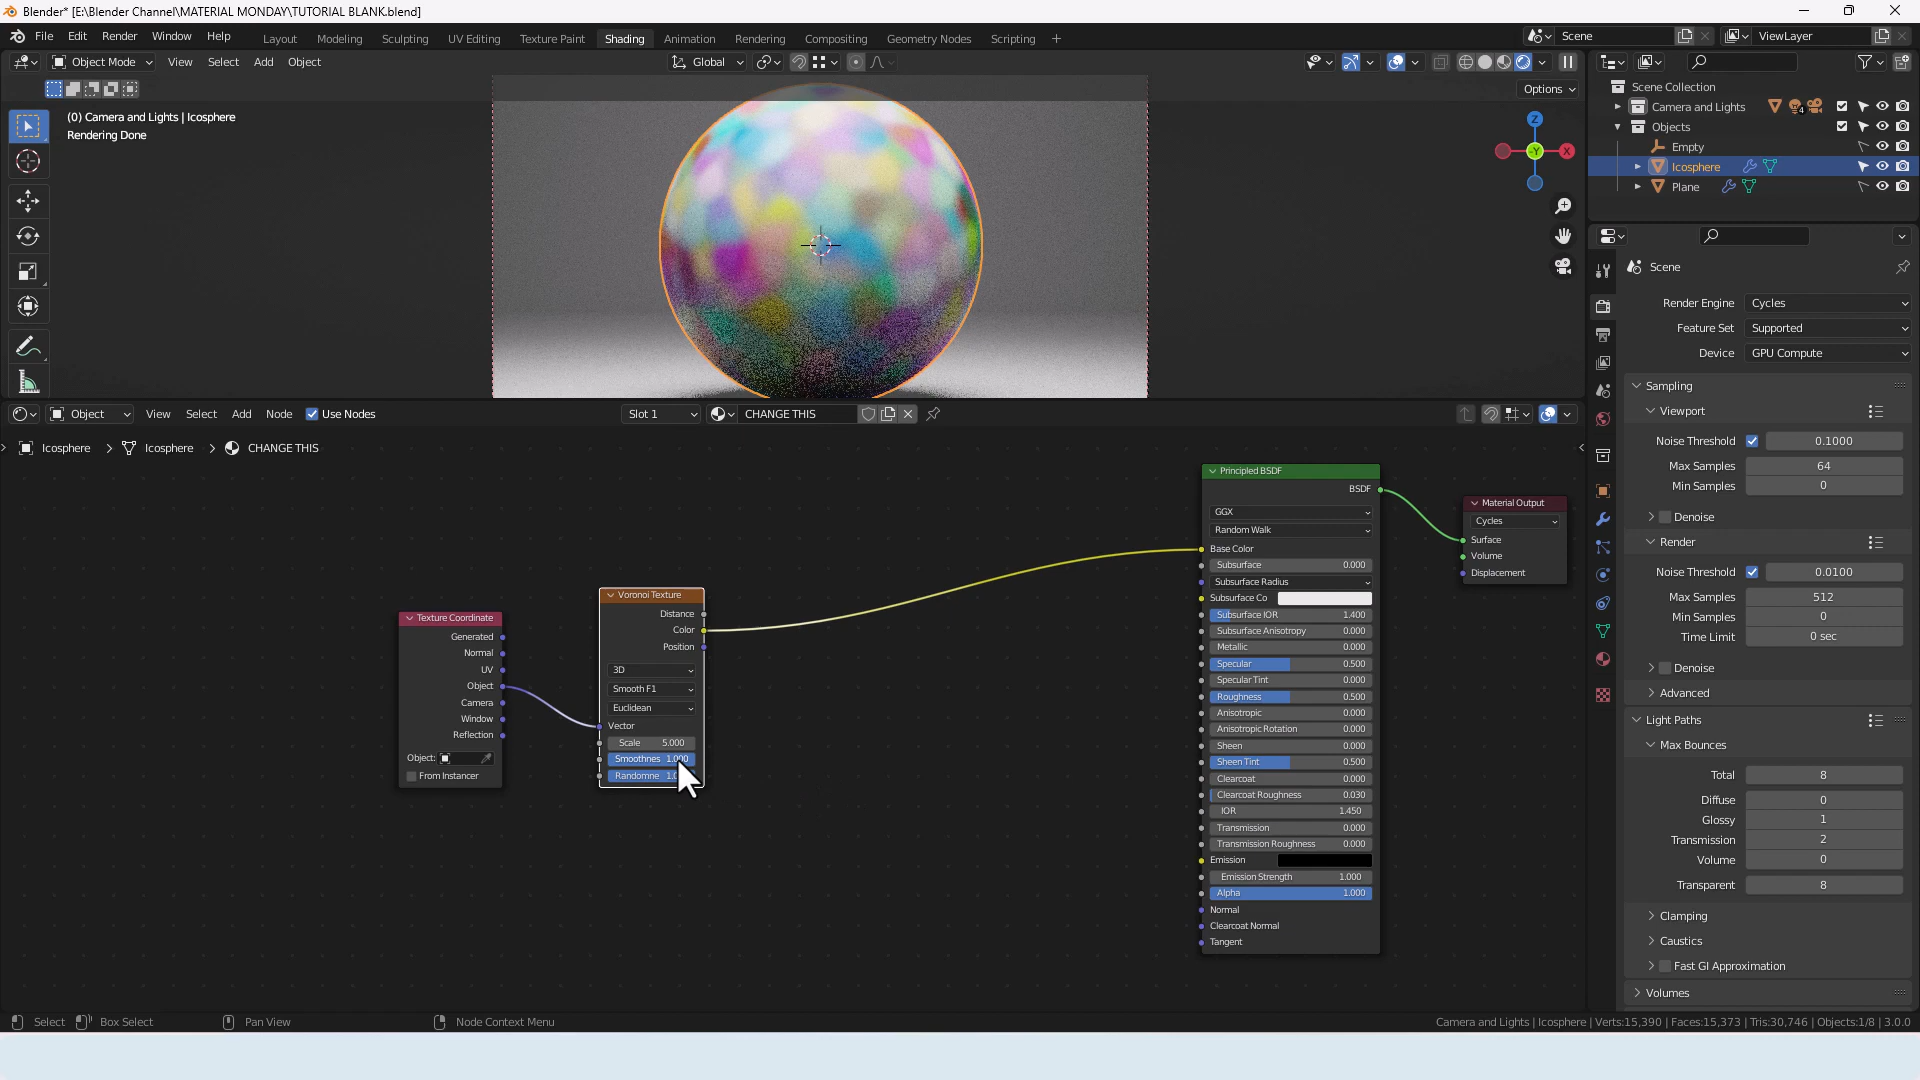 Blender* [E:\Blender Channel\MATERIAL MONDAY\TUTORIAL BLANK.blend]
File Edit Render Window Help Layout Modeling Sculpting UV Editing Texture Paint Shading Animation Rendering Compositing Geometry Nodes Scripting + Scene ViewLayer
Object Mode View Select Add Object Global
Options
(0) Camera and Lights | Icosphere
Rendering Done
Z
-Y
X
Scene Collection
Camera and Lights 4
Objects
Empty
Icosphere
Plane
Scene
Render Engine Cycles
Feature Set Supported
Device GPU Compute
Sampling
Viewport
Noise Threshold 0.1000
Max Samples 64
Min Samples 0
Denoise
Render
Noise Threshold 0.0100
Max Samples 512
Min Samples 0
Time Limit 0 sec
Denoise
Advanced
Light Paths
Max Bounces
Total 8
Diffuse 0
Glossy 1
Transmission 2
Volume 0
Transparent 8
Clamping
Caustics
Fast GI Approximation
Volumes
Object View Select Add Node Use Nodes Slot 1 CHANGE THIS
Icosphere > Icosphere > CHANGE THIS
Texture Coordinate
Generated
Normal
UV
Object
Camera
Window
Reflection
Object:
From Instancer
Voronoi Texture
Distance
Color
Position
3D
Smooth F1
Euclidean
Vector
Scale 5.000
Smoothnes 1.000
Randomne
Principled BSDF
BSDF
GGX
Random Walk
Base Color
Subsurface 0.000
Subsurface Radius
Subsurface Co
Subsurface IOR 1.400
Subsurface Anisotropy 0.000
Metallic 0.000
Specular 0.500
Specular Tint 0.000
Roughness 0.500
Anisotropic 0.000
Anisotropic Rotation 0.000
Sheen 0.000
Sheen Tint 0.500
Clearcoat 0.000
Clearcoat Roughness 0.030
IOR 1.450
Transmission 0.000
Transmission Roughness 0.000
Emission
Emission Strength 1.000
Alpha 1.000
Normal
Clearcoat Normal
Tangent
Material Output
Cycles
Surface
Volume
Displacement
Select Box Select Pan View Node Context Menu Camera and Lights | Icosphere | Verts:15,390 | Faces:15,373 | Tris:30,746 | Objects:1/8 | 3.0.0